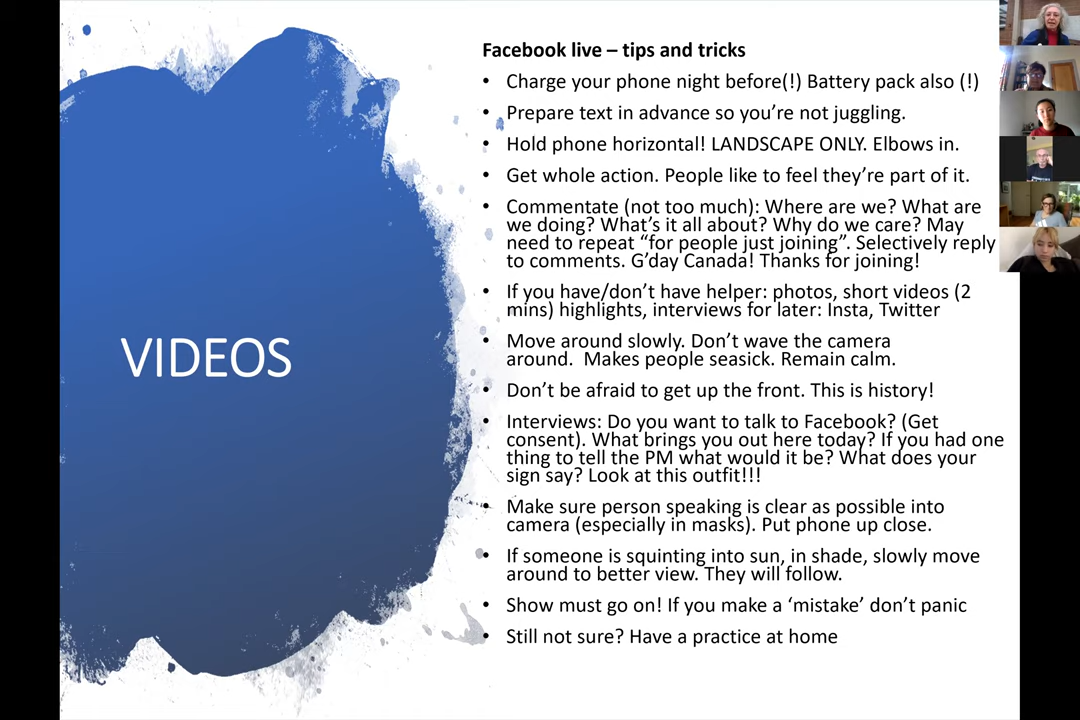 VIDEOS
Facebook live – tips and tricks
• Charge your phone night before(!) Battery pack also (!)
• Prepare text in advance so you’re not juggling.
• Hold phone horizontal! LANDSCAPE ONLY. Elbows in.
• Get whole action. People like to feel they’re part of it.
• Commentate (not too much): Where are we? What are
we doing? What’s it all about? Why do we care? May
need to repeat “for people just joining”. Selectively reply
to comments. G’day Canada! Thanks for joining!
• If you have/don’t have helper: photos, short videos (2
mins) highlights, interviews for later: Insta, Twitter
• Move around slowly. Don’t wave the camera
around.  Makes people seasick. Remain calm.
• Don’t be afraid to get up the front. This is history!
• Interviews: Do you want to talk to Facebook? (Get
consent). What brings you out here today? If you had one
thing to tell the PM what would it be? What does your
sign say? Look at this outfit!!!
• Make sure person speaking is clear as possible into
camera (especially in masks). Put phone up close.
• If someone is squinting into sun, in shade, slowly move
around to better view. They will follow.
• Show must go on! If you make a ‘mistake’ don’t panic
• Still not sure? Have a practice at home